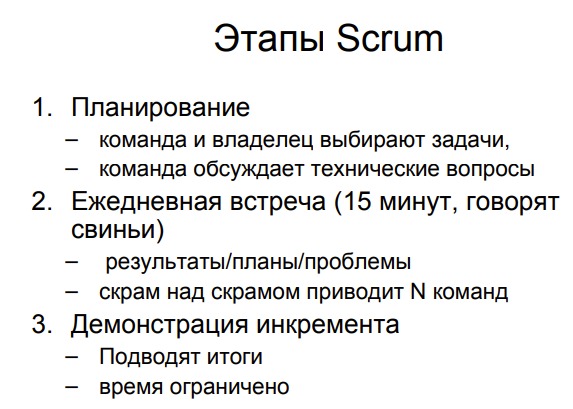 Этапы Scrum
1. Планирование
– команда и владелец выбирают задачи,
– команда обсуждает технические вопросы
2. Ежедневная встреча (15 минут, говорят
свиньи)
– результаты/планы/проблемы
– скрам над скрамом приводит N команд
3. Демонстрация инкремента
– Подводят итоги
– время ограничено